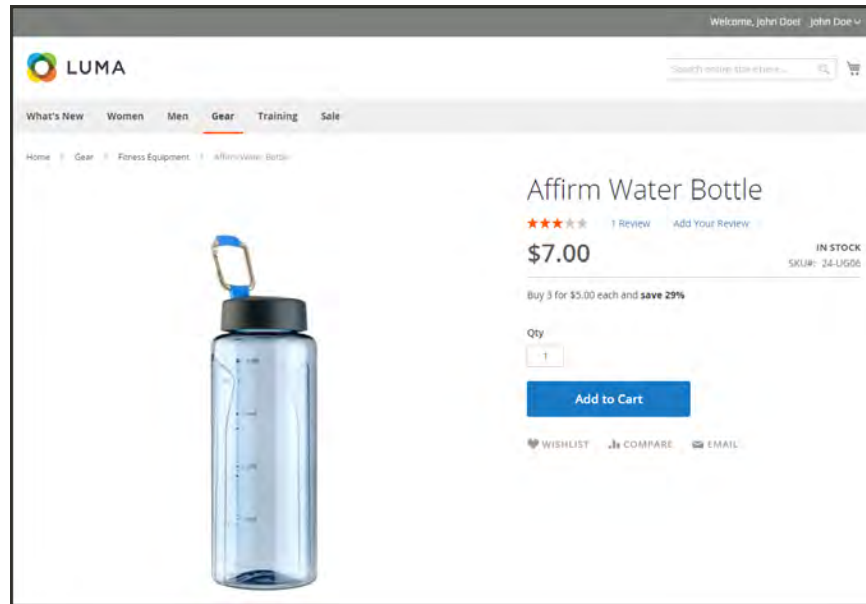 Welcome, John Doe! John Doe
LUMA
Search entire store here...
What's New Women Men Gear Training Sale
Home Gear Fitness Equipment Affirm Water Bottle
Affirm Water Bottle
1 Review Add Your Review
$7.00
IN STOCK
SKU#: 24-UG06
Buy 3 for $5.00 each and save 29%
Qty
1
Add to Cart
WISHLIST COMPARE EMAIL